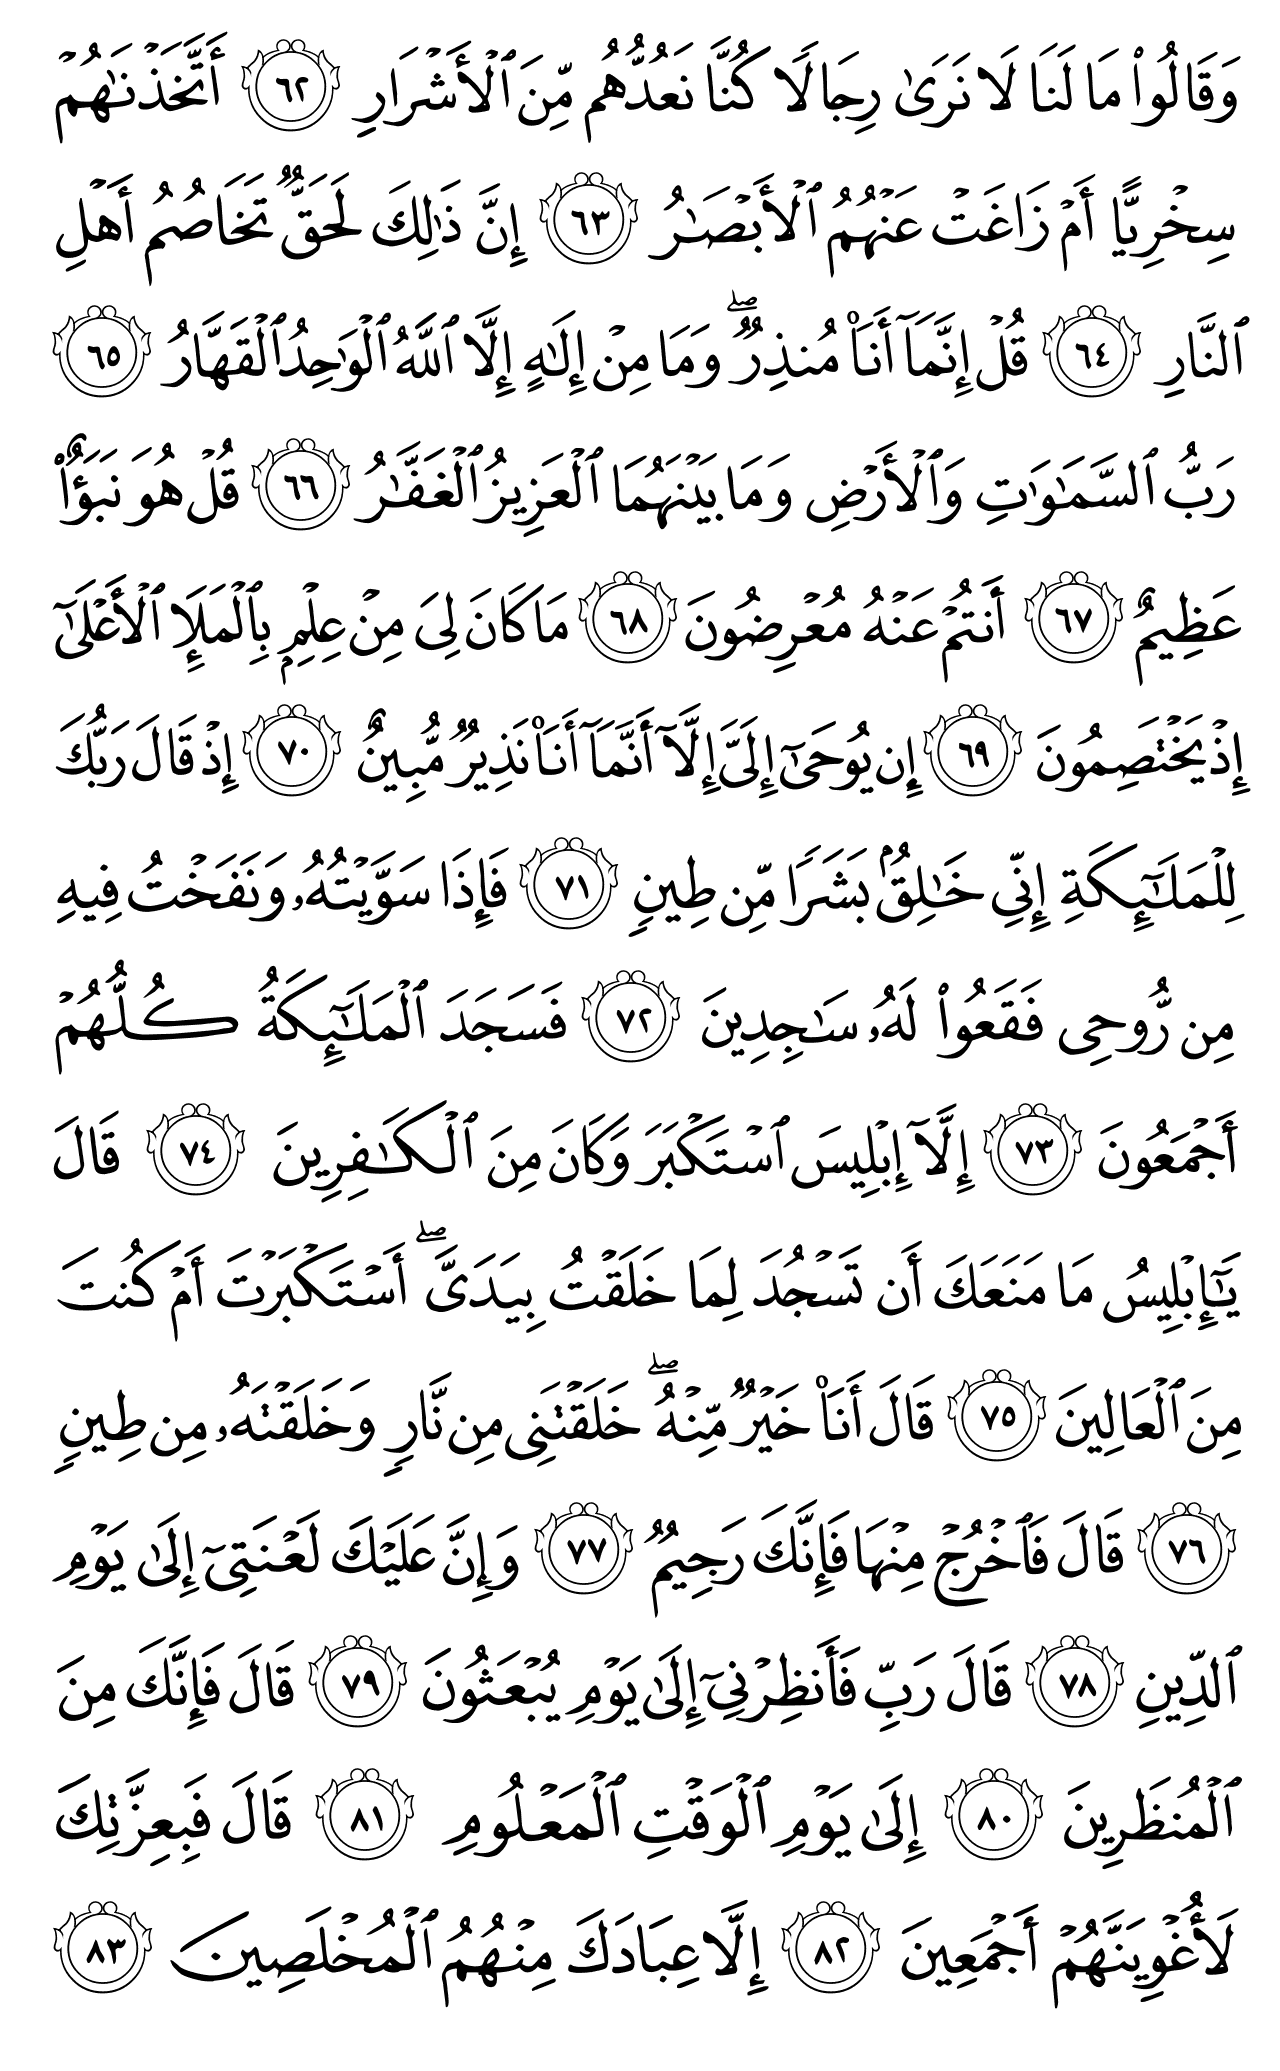 وَقَالُوا۟ مَا لَنَا لَا نَرَىٰ رِجَالًا كُنَّا نَعُدُّهُم مِّنَ ٱلْأَشْرَارِ ٦٢ أَتَّخَذْنَـٰهُمْ
سِخْرِيًّا أَمْ زَاغَتْ عَنْهُمُ ٱلْأَبْصَـٰرُ ٦٣ إِنَّ ذَٰلِكَ لَحَقٌّ تَخَاصُمُ أَهْلِ
ٱلنَّارِ ٦٤ قُلْ إِنَّمَآ أَنَا۠ مُنذِرٌ ۖ وَمَا مِنْ إِلَـٰهٍ إِلَّا ٱللَّهُ ٱلْوَٰحِدُ ٱلْقَهَّارُ ٦٥
رَبُّ ٱلسَّمَـٰوَٰتِ وَٱلْأَرْضِ وَمَا بَيْنَهُمَا ٱلْعَزِيزُ ٱلْغَفَّـٰرُ ٦٦ قُلْ هُوَ نَبَؤٌا۟
عَظِيمٌ ٦٧ أَنتُمْ عَنْهُ مُعْرِضُونَ ٦٨ مَا كَانَ لِىَ مِنْ عِلْمٍۭ بِٱلْمَلَإِ ٱلْأَعْلَىٰٓ
إِذْ يَخْتَصِمُونَ ٦٩ إِن يُوحَىٰٓ إِلَىَّ إِلَّآ أَنَّمَآ أَنَا۠ نَذِيرٌ مُّبِينٌ ٧٠ إِذْ قَالَ رَبُّكَ
لِلْمَلَـٰٓئِكَةِ إِنِّى خَـٰلِقٌۢ بَشَرًا مِّن طِينٍ ٧١ فَإِذَا سَوَّيْتُهُۥ وَنَفَخْتُ فِيهِ
مِن رُّوحِى فَقَعُوا۟ لَهُۥ سَـٰجِدِينَ ٧٢ فَسَجَدَ ٱلْمَلَـٰٓئِكَةُ كُلُّهُمْ
أَجْمَعُونَ ٧٣ إِلَّآ إِبْلِيسَ ٱسْتَكْبَرَ وَكَانَ مِنَ ٱلْكَـٰفِرِينَ ٧٤ قَالَ
يَـٰٓإِبْلِيسُ مَا مَنَعَكَ أَن تَسْجُدَ لِمَا خَلَقْتُ بِيَدَىَّ ۖ أَسْتَكْبَرْتَ أَمْ كُنتَ
مِنَ ٱلْعَالِينَ ٧٥ قَالَ أَنَا۠ خَيْرٌ مِّنْهُ ۖ خَلَقْتَنِى مِن نَّارٍ وَخَلَقْتَهُۥ مِن طِينٍ
٧٦ قَالَ فَٱخْرُجْ مِنْهَا فَإِنَّكَ رَجِيمٌ ٧٧ وَإِنَّ عَلَيْكَ لَعْنَتِىٓ إِلَىٰ يَوْمِ
ٱلدِّينِ ٧٨ قَالَ رَبِّ فَأَنظِرْنِىٓ إِلَىٰ يَوْمِ يُبْعَثُونَ ٧٩ قَالَ فَإِنَّكَ مِنَ
ٱلْمُنظَرِينَ ٨٠ إِلَىٰ يَوْمِ ٱلْوَقْتِ ٱلْمَعْلُومِ ٨١ قَالَ فَبِعِزَّتِكَ
لَأُغْوِيَنَّهُمْ أَجْمَعِينَ ٨٢ إِلَّا عِبَادَكَ مِنْهُمُ ٱلْمُخْلَصِينَ ٨٣